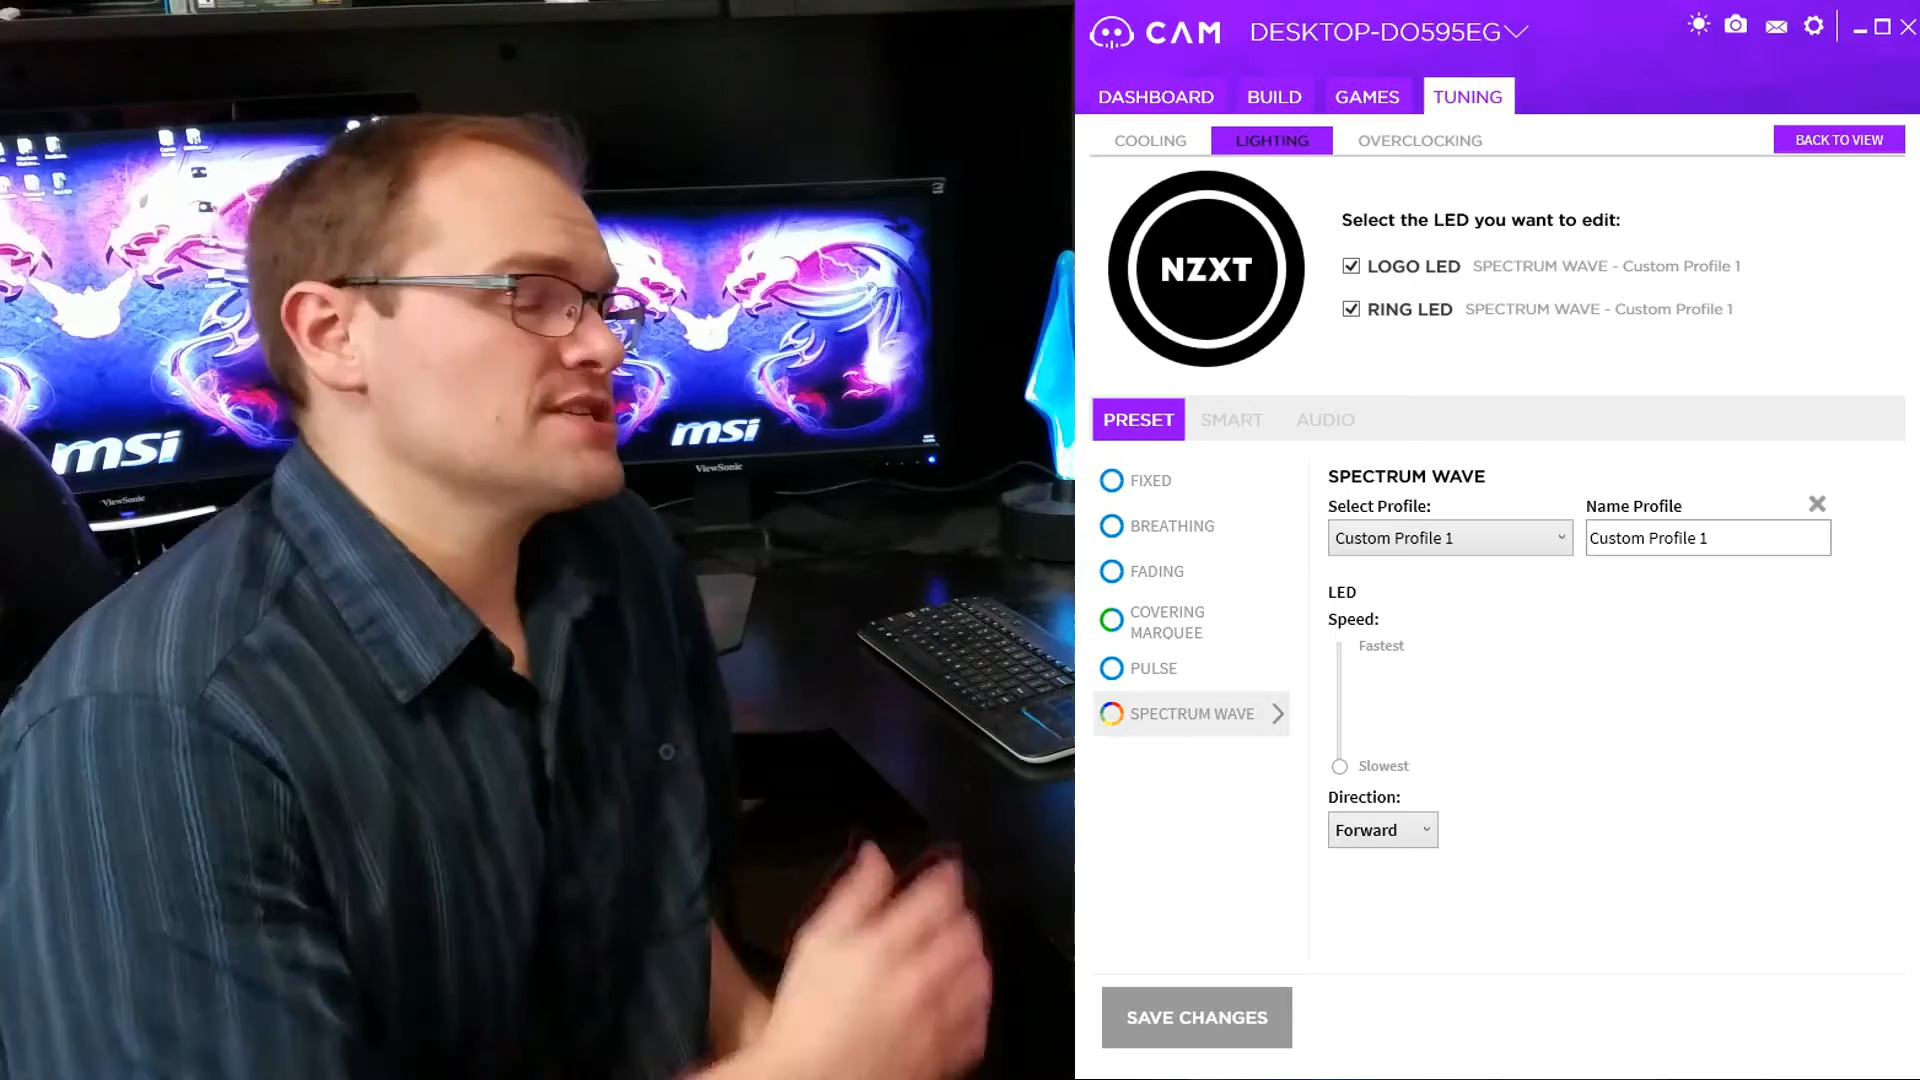 CAM DESKTOP-DO595EG
DASHBOARD BUILD GAMES TUNING
COOLING LIGHTING OVERCLOCKING BACK TO VIEW
NZXT
Select the LED you want to edit:
LOGO LED SPECTRUM WAVE - Custom Profile 1
RING LED SPECTRUM WAVE - Custom Profile 1
PRESET SMART AUDIO
FIXED
BREATHING
FADING
COVERING
MARQUEE
PULSE
SPECTRUM WAVE
SPECTRUM WAVE
Select Profile: Name Profile
Custom Profile 1 Custom Profile 1
LED
Speed:
Fastest
Slowest
Direction:
Forward
SAVE CHANGES
msi
ViewSonic
msi
ViewSonic